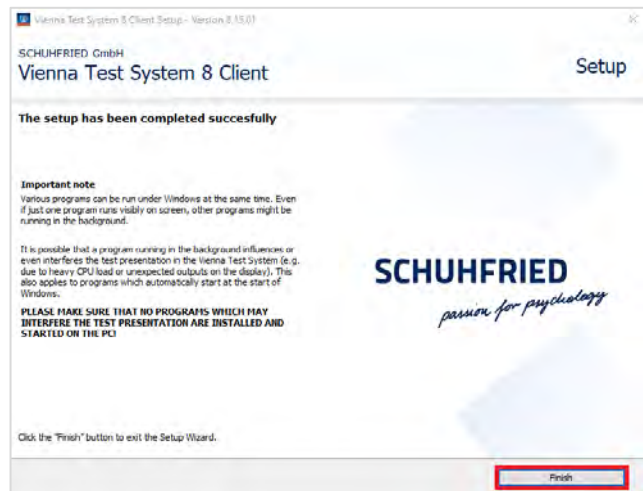 Vienna Test System 8 Client Setup - Version 8.15.01
SCHUHFRIED GmbH
Vienna Test System 8 Client
Setup
The setup has been completed succesfully
Important note
Various programs can be run under Windows at the same time. Even
if just one program runs visibly on screen, other programs might be
running in the background.
It is possible that a program running in the background influences or
even interferes the test presentation in the Vienna Test System (e.g.
due to heavy CPU load or unexpected outputs on the display). This
also applies to programs which automatically start at the start of
Windows.
PLEASE MAKE SURE THAT NO PROGRAMS WHICH MAY
INTERFERE THE TEST PRESENTATION ARE INSTALLED AND
STARTED ON THE PC!
SCHUHFRIED
passion for psychology
Click the "Finish" button to exit the Setup Wizard.
Finish